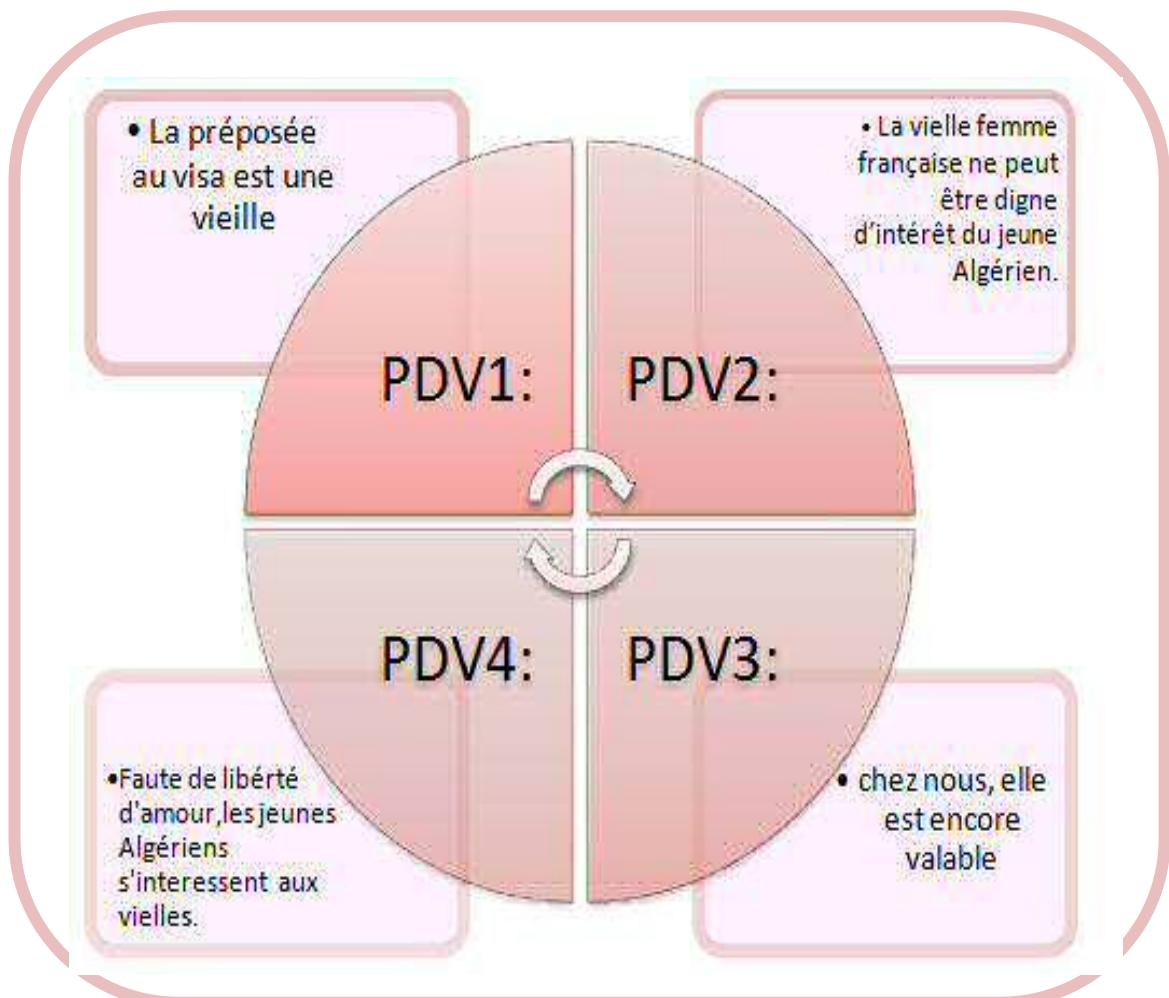 • La préposée
au visa est une
vieille
• La vielle femme
française ne peut
être digne
d'intérêt du jeune
Algérien.
PDV1:
PDV2:
PDV4:
PDV3:
•Faute de libérté
d'amour,les jeunes
Algériens
s'interessent aux
vielles.
• chez nous, elle
est encore
valable